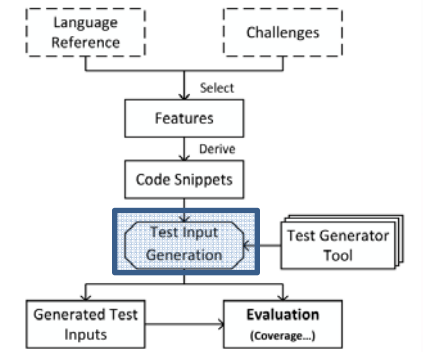 Language
Reference
Challenges
Select
Features
Derive
Code Snippets
Test Input
Generation
Test Generator
Tool
Generated Test
Inputs
Evaluation
(Coverage...)